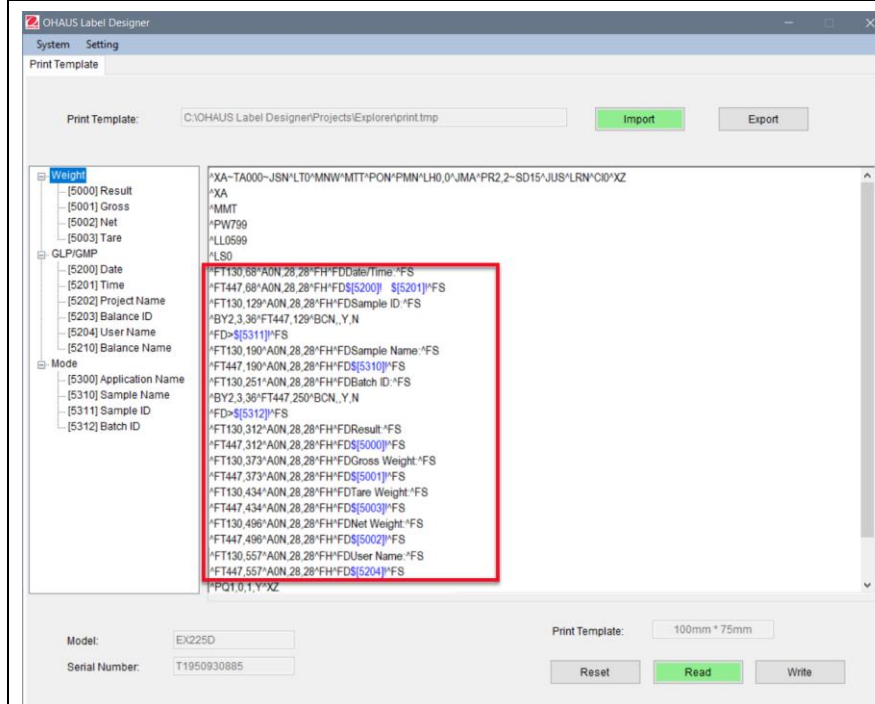 OHAUS Label Designer
System Setting
Print Template
Print Template: C:\OHAUS Label Designer\Projects\Explorer\print.tmp Import Export
Weight
[5000] Result
[5001] Gross
[5002] Net
[5003] Tare
GLP/GMP
[5200] Date
[5201] Time
[5202] Project Name
[5203] Balance ID
[5204] User Name
[5210] Balance Name
Mode
[5300] Application Name
[5310] Sample Name
[5311] Sample ID
[5312] Batch ID
^XA~TA000~JSN^LT0^MNW^MTT^PON^PMN^LH0,0^JMA^PR2,2~SD15^JUS^LRN^CI0^XZ
^XA
^MMT
^PW799
^LL0599
^LS0
^FT130,68^A0N,28,28^FH^FDDate/Time:^FS
^FT447,68^A0N,28,28^FH^FD$[5200]! $[5201]!^FS
^FT130,129^A0N,28,28^FH^FDSample ID:^FS
^BY2,3,36^FT447,129^BCN,,Y,N
^FD>$[5311]!^FS
^FT130,190^A0N,28,28^FH^FDSample Name:^FS
^FT447,190^A0N,28,28^FH^FD$[5310]!^FS
^FT130,251^A0N,28,28^FH^FDBatch ID:^FS
^BY2,3,36^FT447,250^BCN,,Y,N
^FD>$[5312]!^FS
^FT130,312^A0N,28,28^FH^FDResult:^FS
^FT447,312^A0N,28,28^FH^FD$[5000]!^FS
^FT130,373^A0N,28,28^FH^FDGross Weight:^FS
^FT447,373^A0N,28,28^FH^FD$[5001]!^FS
^FT130,434^A0N,28,28^FH^FDTare Weight:^FS
^FT447,434^A0N,28,28^FH^FD$[5003]!^FS
^FT130,496^A0N,28,28^FH^FDNet Weight:^FS
^FT447,496^A0N,28,28^FH^FD$[5002]!^FS
^FT130,557^A0N,28,28^FH^FDUser Name:^FS
^FT447,557^A0N,28,28^FH^FD$[5204]!^FS
^PQ1,0,1,Y^XZ
Model: EX225D
Serial Number: T1950930885
Print Template: 100mm * 75mm
Reset Read Write